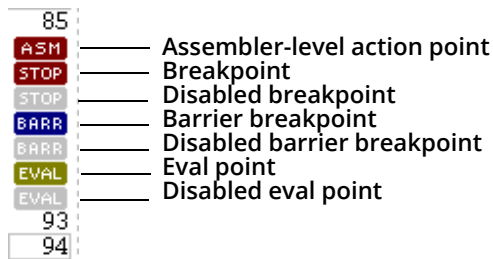 85
ASM Assembler-level action point
STOP Breakpoint
STOP Disabled breakpoint
BARR Barrier breakpoint
BARR Disabled barrier breakpoint
EVAL Eval point
EVAL Disabled eval point
93
94